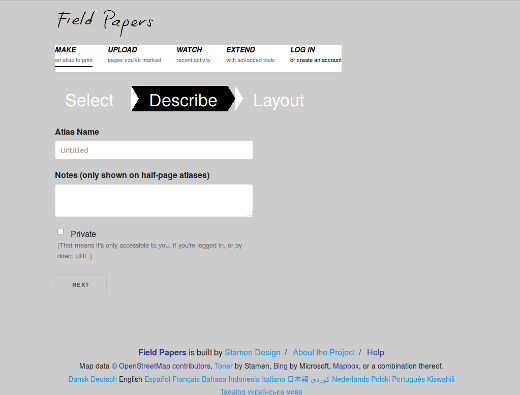 Field Papers
MAKE UPLOAD WATCH EXTEND LOG IN
an atlas to print pages you've marked recent activity with advanced tools or create an account
Select Describe Layout
Atlas Name
Untitled
Notes (only shown on half-page atlases)
Private
(That means it's only accessible to you, if you're logged in, or by
direct URL.)
NEXT
Field Papers is built by Stamen Design / About the Project / Help
Map data © OpenStreetMap contributors, Toner by Stamen, Bing by Microsoft, Mapbox, or a combination thereof.
Dansk Deutsch English Español Français Bahasa Indonesia Italiano 日本語 كوردی Nederlands Polski Português Kiswahili
Tagalog українська мова